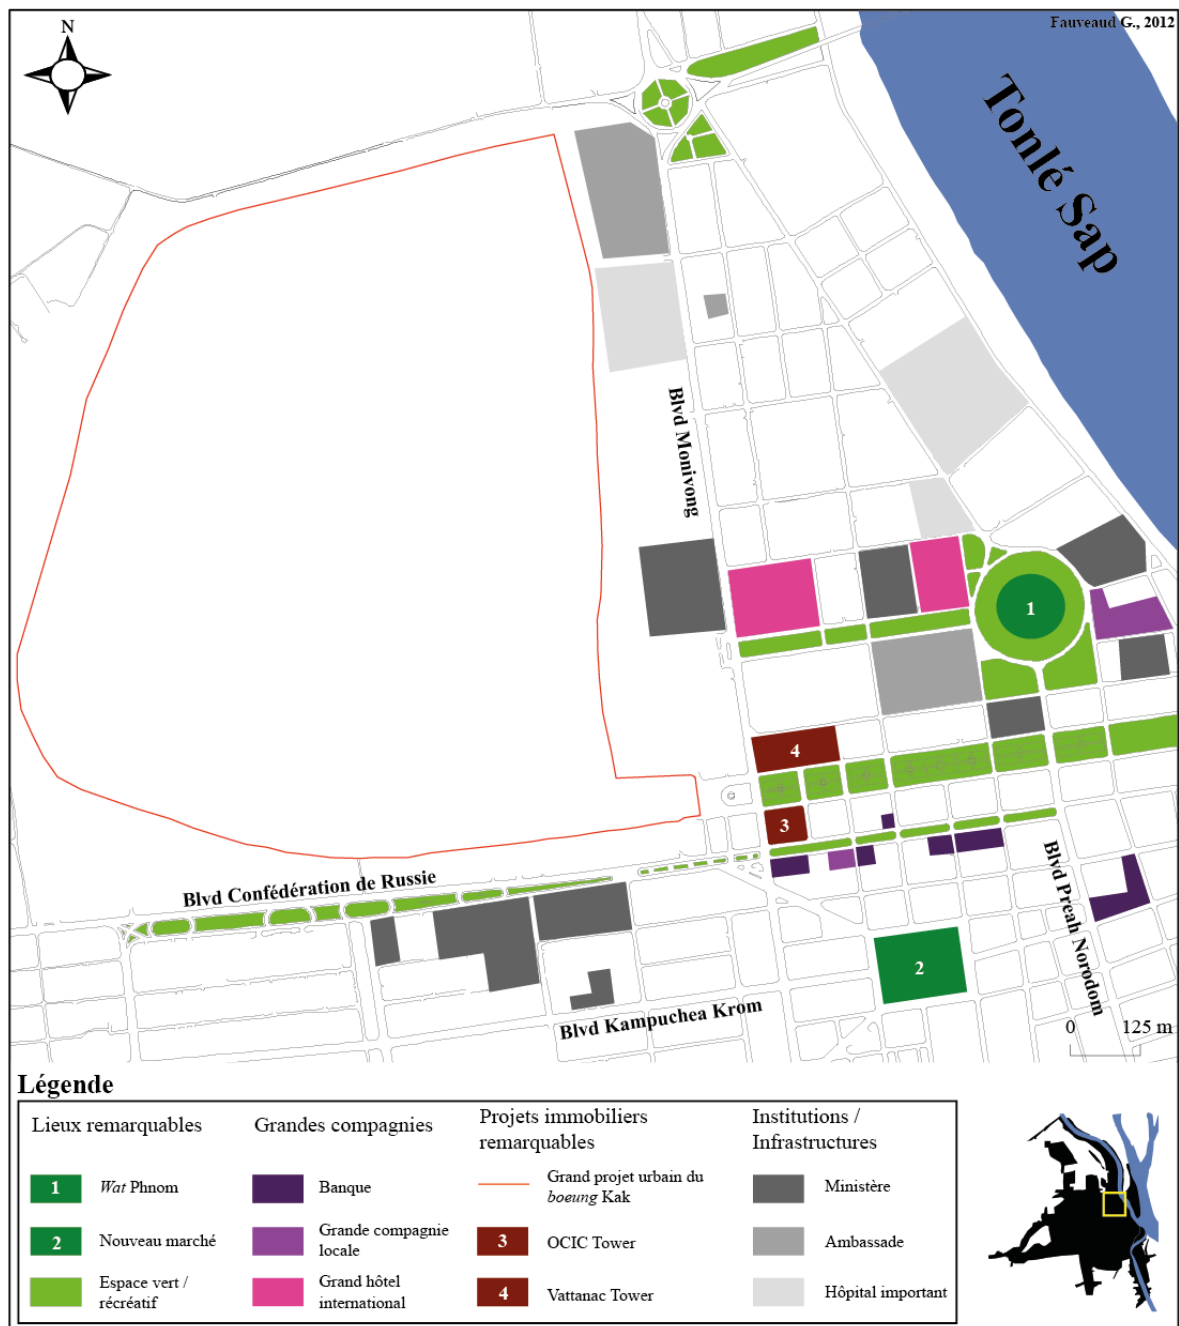 Fauveaud G., 2012
N
Tonlé Sap
Blvd Monivong
1
4
3
Blvd Confédération de Russie
Blvd Preah Norodom
2
Blvd Kampuchea Krom
0 125 m
Légende
Lieux remarquables
1 Wat Phnom
2 Nouveau marché
Espace vert /
récréatif
Grandes compagnies
Banque
Grande compagnie
locale
Grand hôtel
international
Projets immobiliers
remarquables
Grand projet urbain du
boeung Kak
3 OCIC Tower
4 Vattanac Tower
Institutions /
Infrastructures
Ministère
Ambassade
Hôpital important